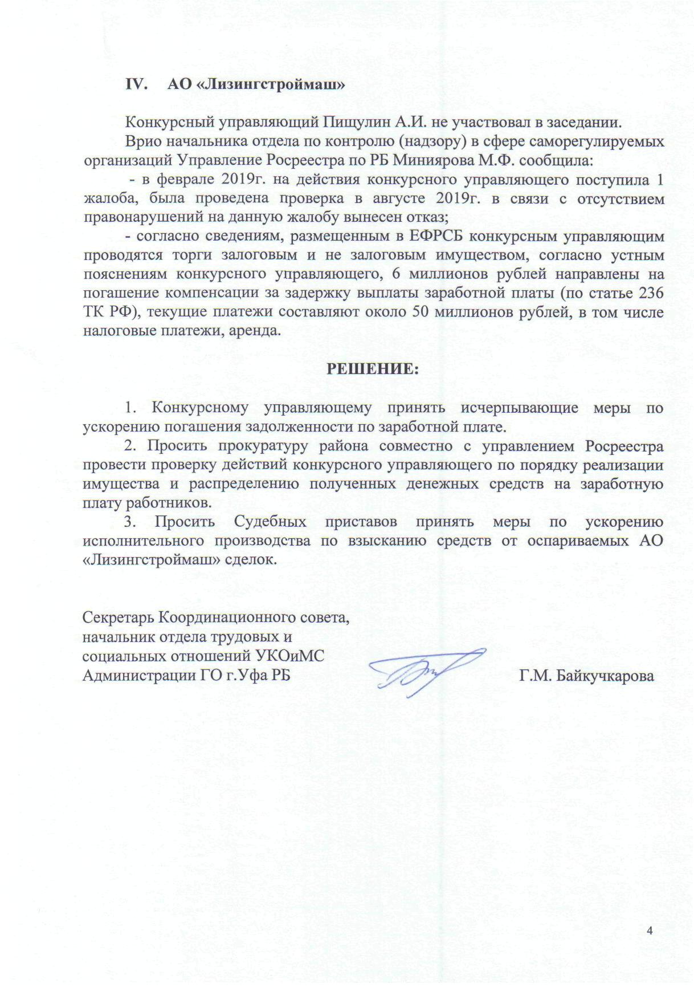 IV. АО «Лизингстроймаш»
Конкурсный управляющий Пищулин А.И. не участвовал в заседании.
Врио начальника отдела по контролю (надзору) в сфере саморегулируемых
организаций Управление Росреестра по РБ Миниярова М.Ф. сообщила:
- в феврале 2019г. на действия конкурсного управляющего поступила 1
жалоба, была проведена проверка в августе 2019г. в связи с отсутствием
правонарушений на данную жалобу вынесен отказ;
- согласно сведениям, размещенным в ЕФРСБ конкурсным управляющим
проводятся торги залоговым и не залоговым имуществом, согласно устным
пояснениям конкурсного управляющего, 6 миллионов рублей направлены на
погашение компенсации за задержку выплаты заработной платы (по статье 236
ТК РФ), текущие платежи составляют около 50 миллионов рублей, в том числе
налоговые платежи, аренда.
РЕШЕНИЕ:
1. Конкурсному управляющему принять исчерпывающие меры по
ускорению погашения задолженности по заработной плате.
2. Просить прокуратуру района совместно с управлением Росреестра
провести проверку действий конкурсного управляющего по порядку реализации
имущества и распределению полученных денежных средств на заработную
плату работников.
3. Просить Судебных приставов принять меры по ускорению
исполнительного производства по взысканию средств от оспариваемых АО
«Лизингстроймаш» сделок.
Секретарь Координационного совета,
начальник отдела трудовых и
социальных отношений УКОиМС
Администрации ГО г.Уфа РБ Г.М. Байкучкарова
4